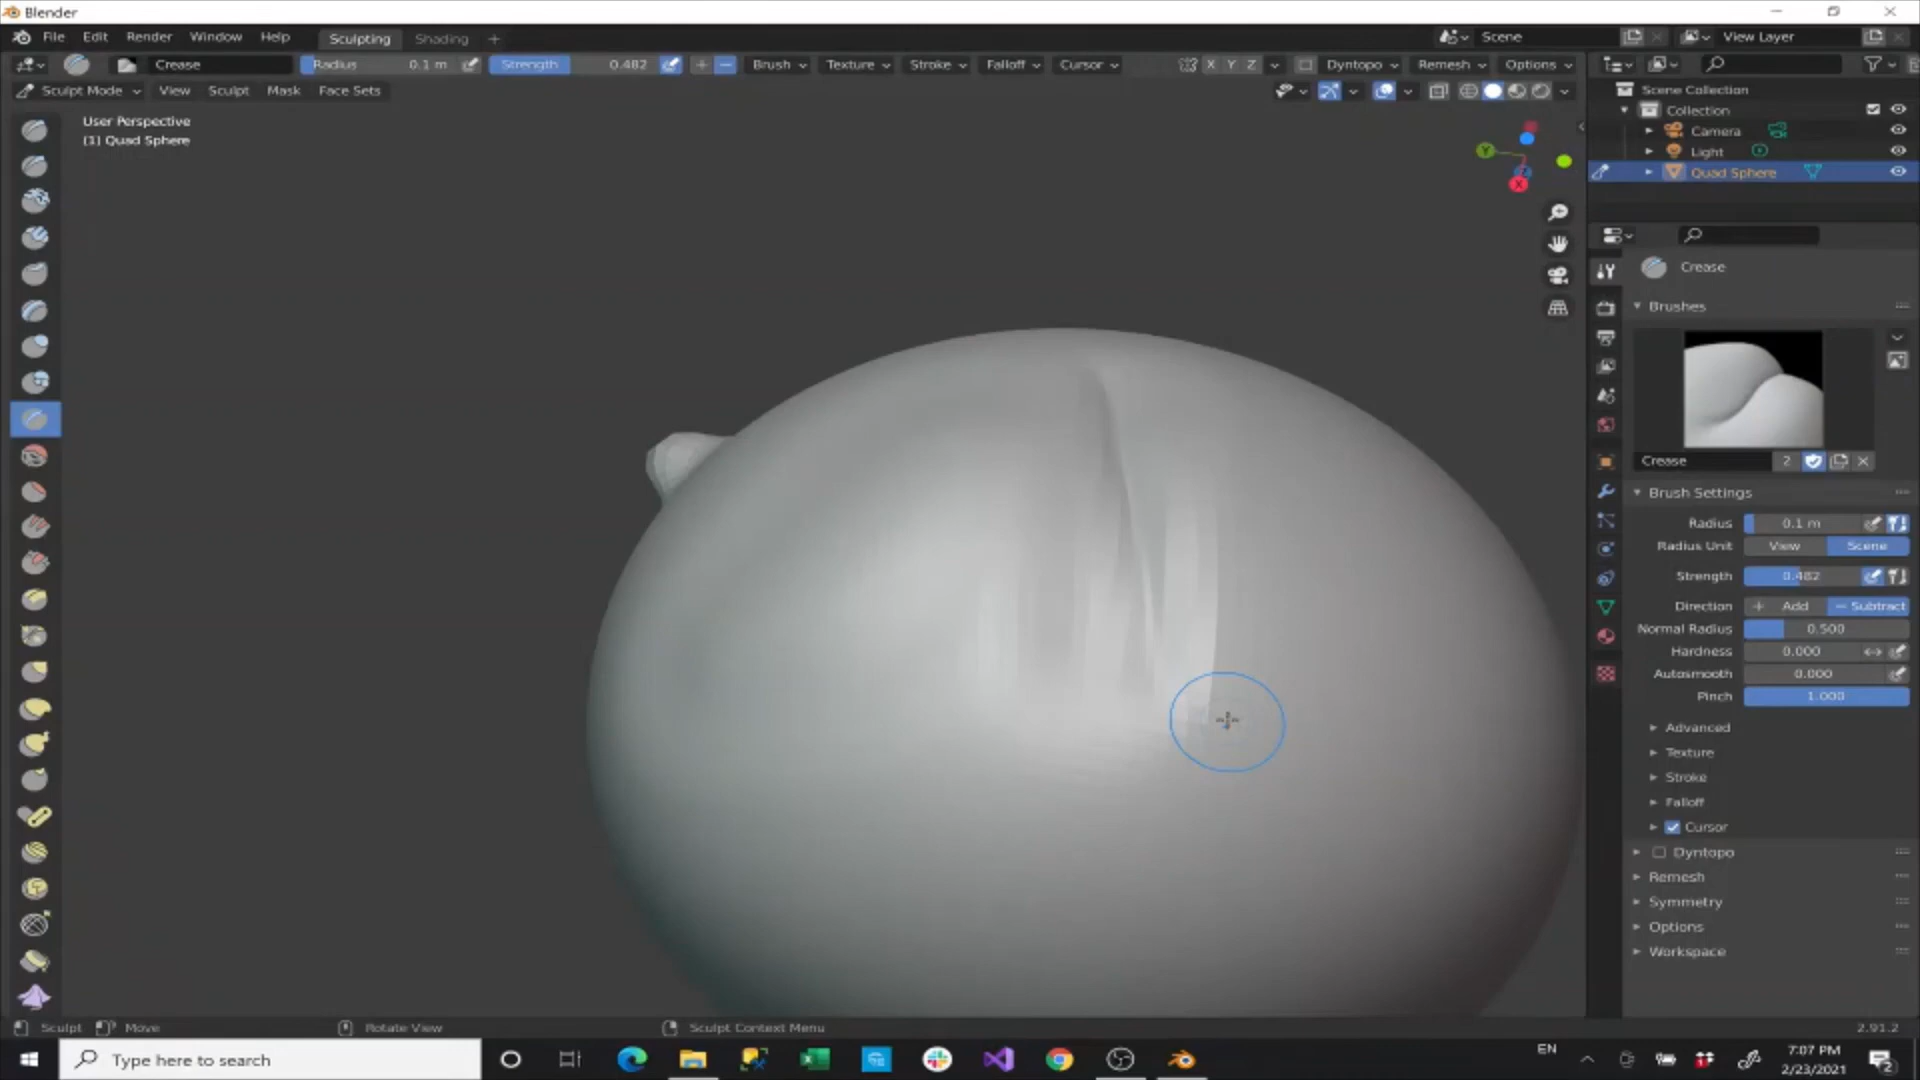 Blender
File Edit Render Window Help Sculpting Shading + Scene View Layer
Crease Radius 0.1 m Strength 0.482 + − Brush Texture Stroke Falloff Cursor X Y Z Dyntopo Remesh Options
Sculpt Mode View Sculpt Mask Face Sets
User Perspective
(1) Quad Sphere
Y
X
Scene Collection
Collection
Camera
Light
Quad Sphere
Crease
Brushes
Crease 2
Brush Settings
Radius 0.1 m
Radius Unit View Scene
Strength 0.482
Direction + Add − Subtract
Normal Radius 0.500
Hardness 0.000
Autosmooth 0.000
Pinch 1.000
Advanced
Texture
Stroke
Falloff
Cursor
Dyntopo
Remesh
Symmetry
Options
Workspace
Sculpt Move Rotate View Sculpt Context Menu 2.91.2
Type here to search
EN
7:07 PM
2/23/2021
2